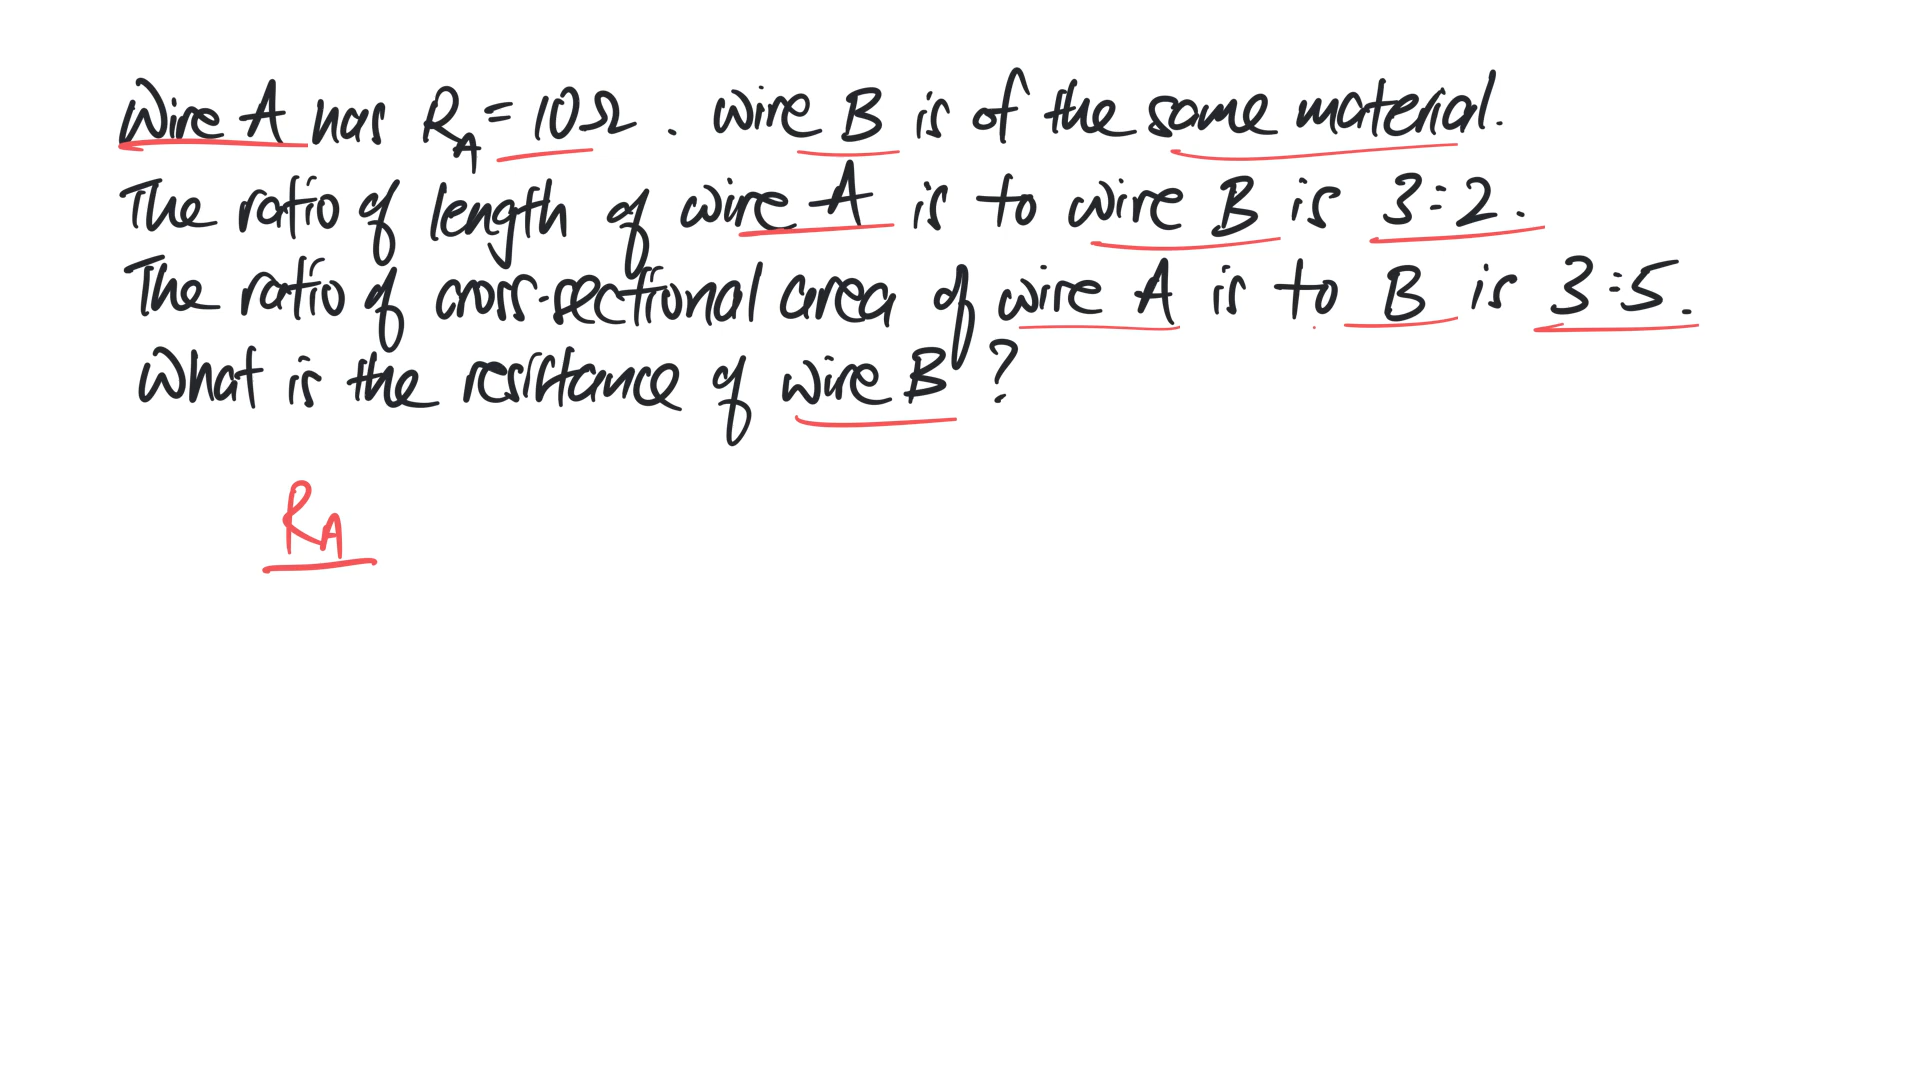 Wire A has R_A = 10Ω. Wire B is of the same material.
The ratio of length of wire A is to wire B is 3:2.
The ratio of cross-sectional area of wire A is to B is 3:5.
What is the resistance of wire B?
R_A